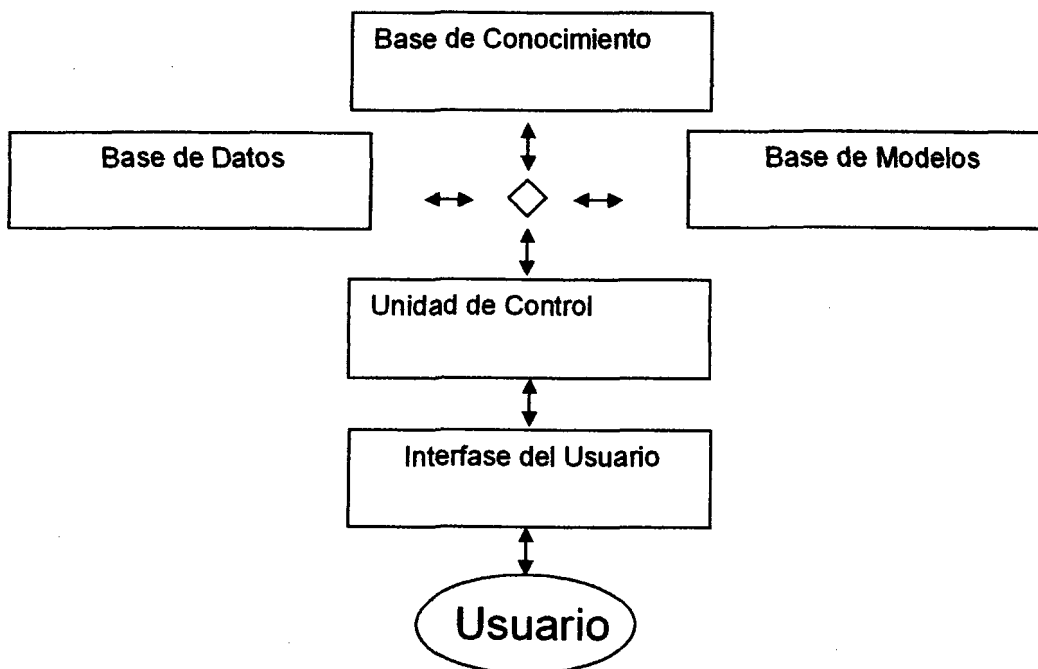 Base de Conocimiento
Base de Datos
Base de Modelos
Unidad de Control
Interfase del Usuario
Usuario